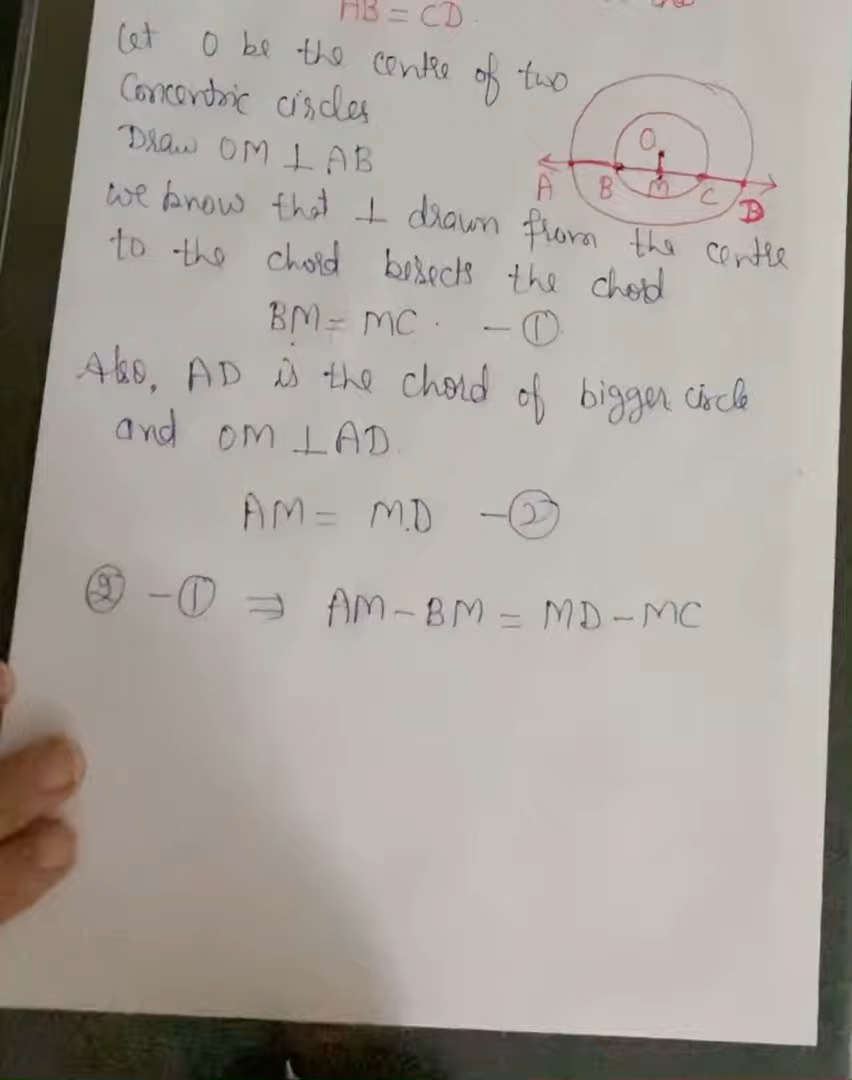 AB = CD.
Let O be the centre of two
Concentric circles
Draw OM ⊥ AB
we know that ⊥ drawn from the centre
to the chord besects the chord
BM = MC. - ①
Also, AD is the chord of bigger circle
and OM ⊥ AD.
AM = MD - ②
② - ① ⇒ AM - BM = MD - MC
O
A B M C D